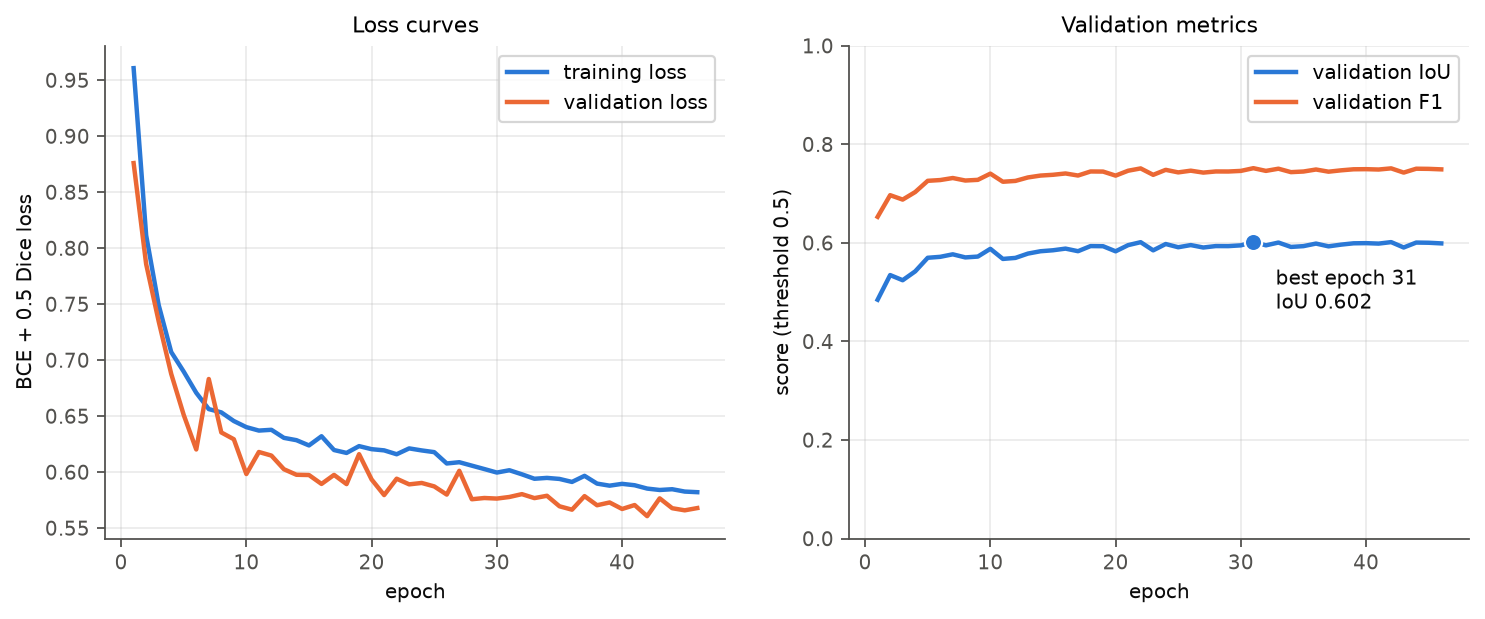 Loss curves
BCE + 0.5 Dice loss
0.95
0.90
0.85
0.80
0.75
0.70
0.65
0.60
0.55
training loss
validation loss
0
10
20
30
40
epoch
Validation metrics
score (threshold 0.5)
1.0
0.8
0.6
0.4
0.2
0.0
validation IoU
validation F1
best epoch 31
IoU 0.602
0
10
20
30
40
epoch